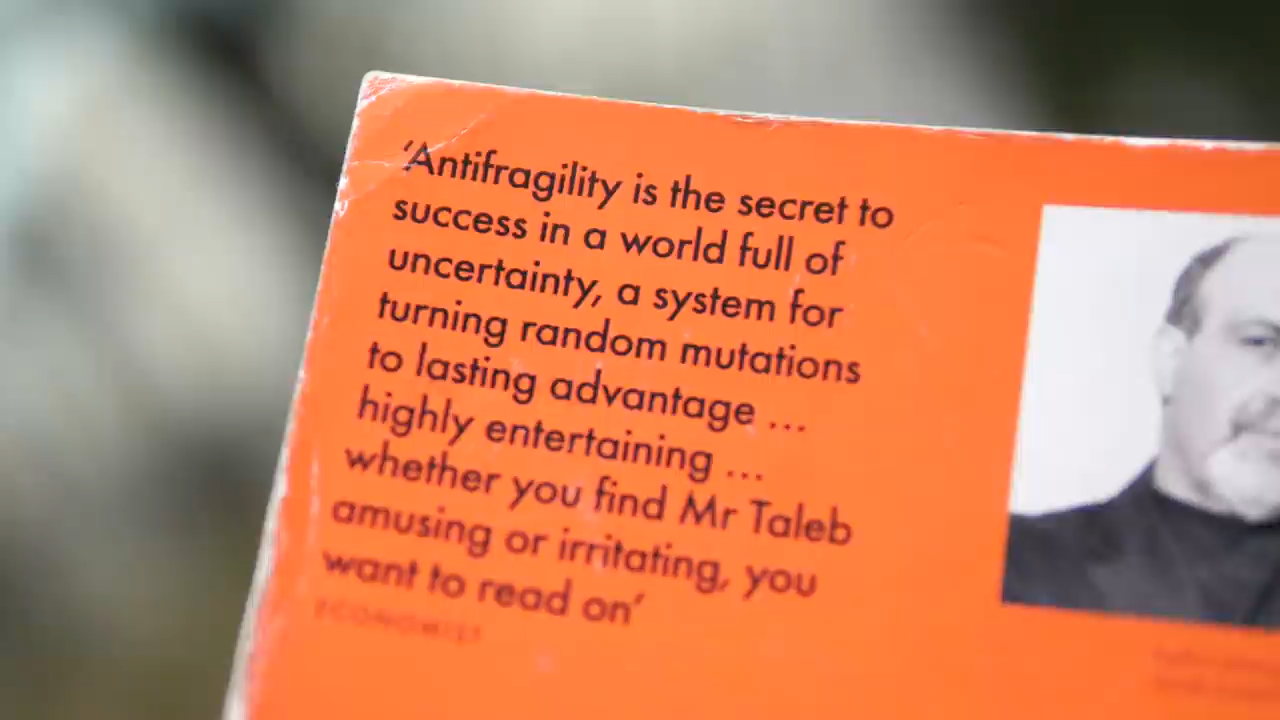 ‘Antifragility is the secret to
success in a world full of
uncertainty, a system for
turning random mutations
to lasting advantage ...
highly entertaining ...
whether you find Mr Taleb
amusing or irritating, you
want to read on’
ECONOMIST